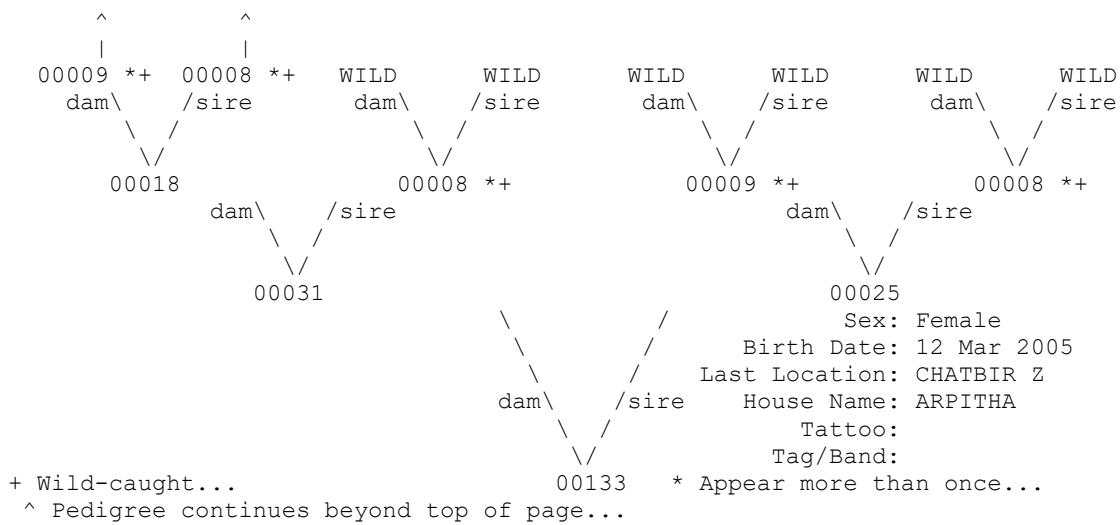 ^ ^
| |
00009 *+ 00008 *+ WILD WILD WILD WILD WILD WILD
dam\ /sire dam\ /sire dam\ /sire dam\ /sire
\ / \ / \ / \ /
\/ \/ \/ \/
00018 00008 *+ 00009 *+ 00008 *+
dam\ /sire dam\ /sire
\ / \ /
\/ \/
00031 00025
\ / Sex: Female
\ / Birth Date: 12 Mar 2005
\ / Last Location: CHATBIR Z
dam\ /sire House Name: ARPITHA
\ / Tattoo:
\/ Tag/Band:
+ Wild-caught... 00133 * Appear more than once...
^ Pedigree continues beyond top of page...